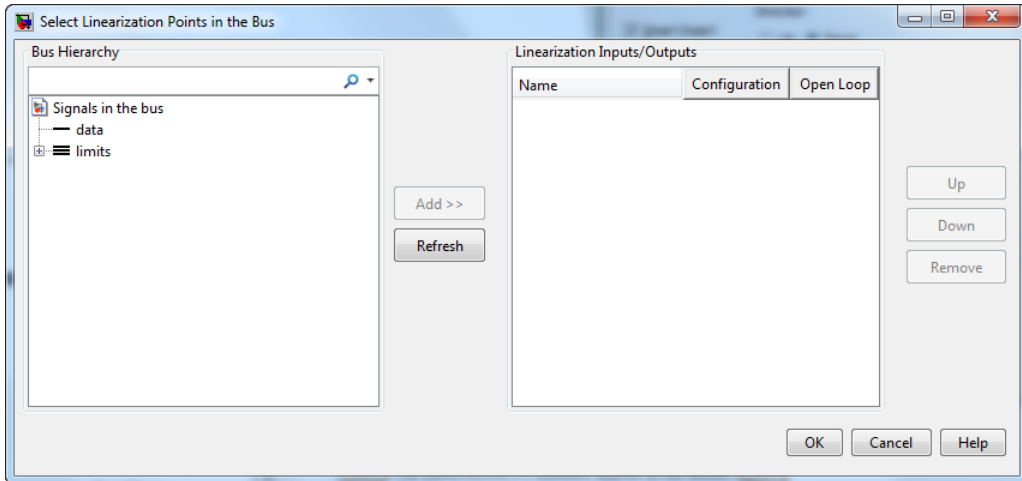 Select Linearization Points in the Bus
Bus Hierarchy
Signals in the bus
data
limits
Add >>
Refresh
Linearization Inputs/Outputs
Name Configuration Open Loop
Up
Down
Remove
OK Cancel Help